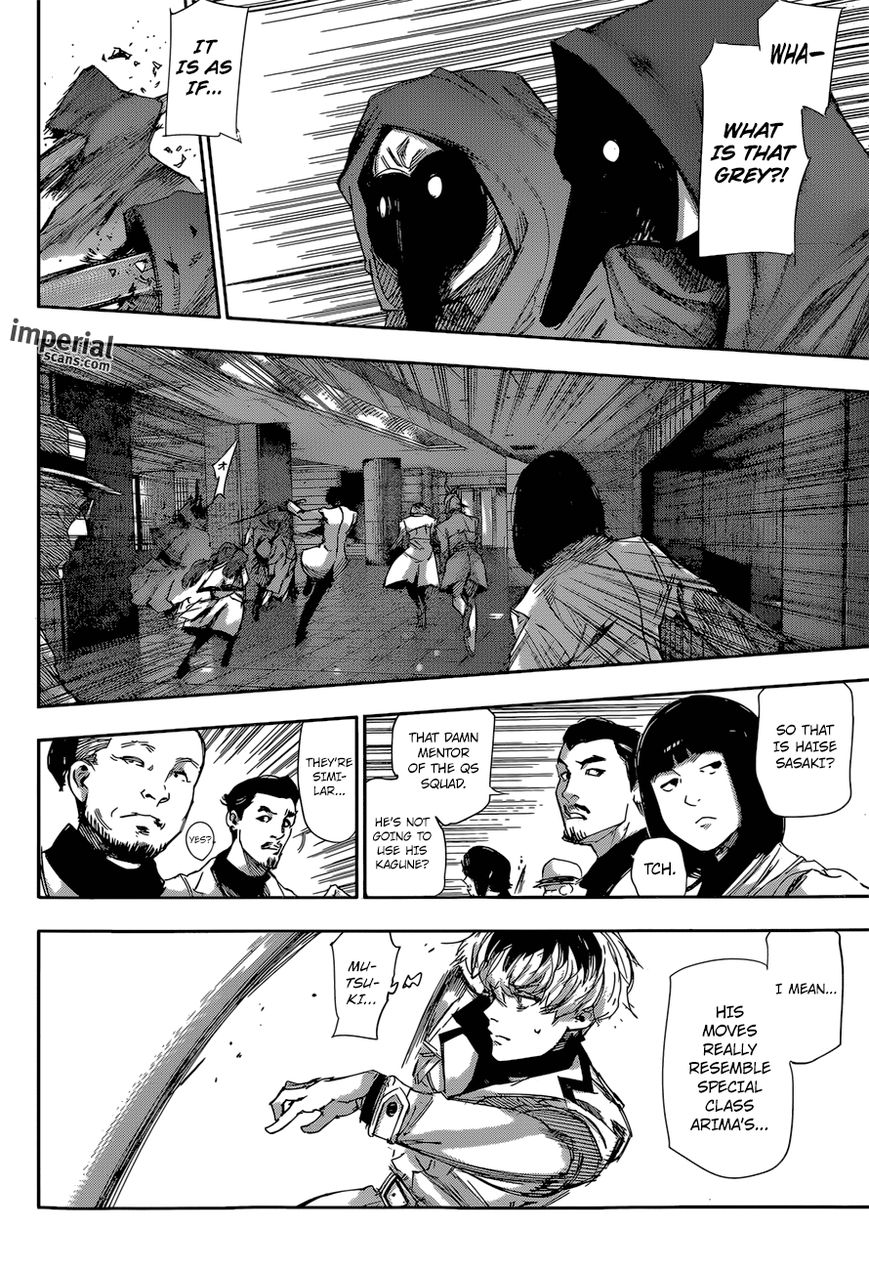 WHA-
WHAT
IS THAT
GREY?!
IT
IS AS
IF...
imperial
scans.com
オ
SO THAT
IS HAISE
SASAKI?
TCH.
THAT DAMN
MENTOR
OF THE QS
SQUAD.
HE'S NOT
GOING TO
USE HIS
KAGUNE?
THEY'RE
SIMI-
LAR...
YES?
I MEAN...
HIS
MOVES
REALLY
RESEMBLE
SPECIAL
CLASS
ARIMA'S...
MU-
TSU-
KI...